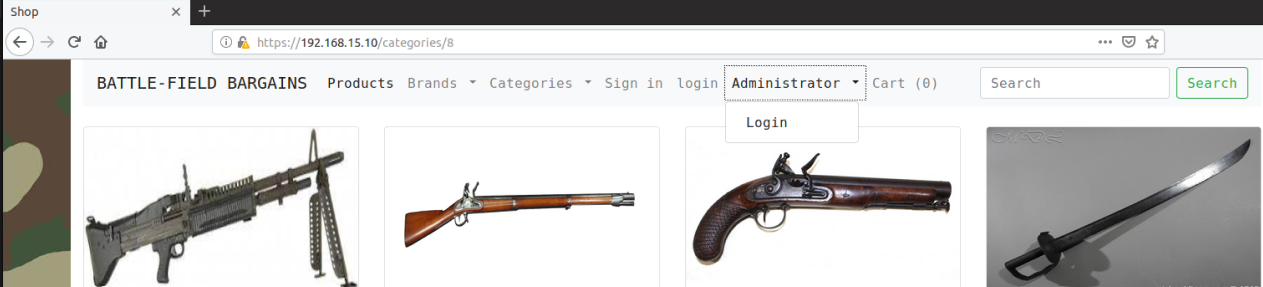 Shop
https://192.168.15.10/categories/8
BATTLE-FIELD BARGAINS Products Brands Categories Sign in login Administrator Cart (0) Search Search
Login